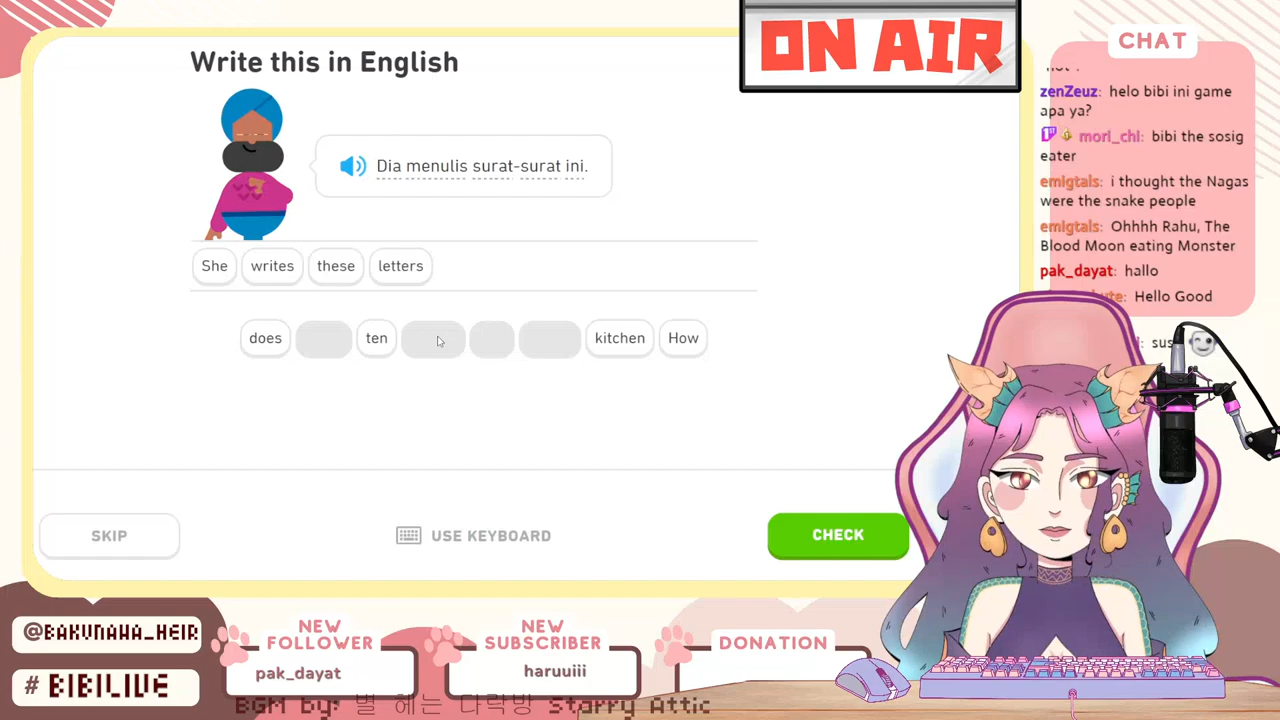 Write this in English
Dia menulis surat-surat ini.
She writes these letters
does ten kitchen How
SKIP
USE KEYBOARD
CHECK
ON AIR
CHAT
zenZeuz: helo bibi ini game
apa ya?
mori_chi: bibi the sosig
eater
emigtals: i thought the Nagas
were the snake people
emigtals: Ohhhh Rahu, The
Blood Moon eating Monster
pak_dayat: hallo
Hello Good
@BAKUNAWA_HEIR
# BIBILIVE
NEW
FOLLOWER
pak_dayat
NEW
SUBSCRIBER
haruuiii
DONATION
BGM by: 별 헤는 다락방 Starry Attic